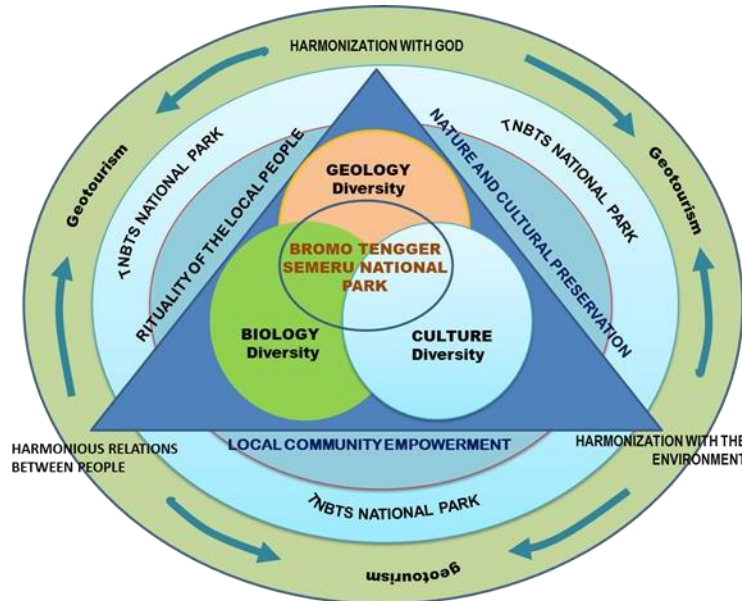 HARMONIZATION WITH GOD
Geotourism
TNBTS NATIONAL PARK
RITUALITY OF THE LOCAL PEOPLE
NATURE AND CULTURAL PRESERVATION
TNBTS NATIONAL PARK
Geotourism
GEOLOGY
Diversity
BROMO TENGGER
SEMERU NATIONAL
PARK
BIOLOGY
Diversity
CULTURE
Diversity
HARMONIOUS RELATIONS
BETWEEN PEOPLE
LOCAL COMMUNITY EMPOWERMENT
HARMONIZATION WITH THE
ENVIRONMENT
TNBTS NATIONAL PARK
geotourism